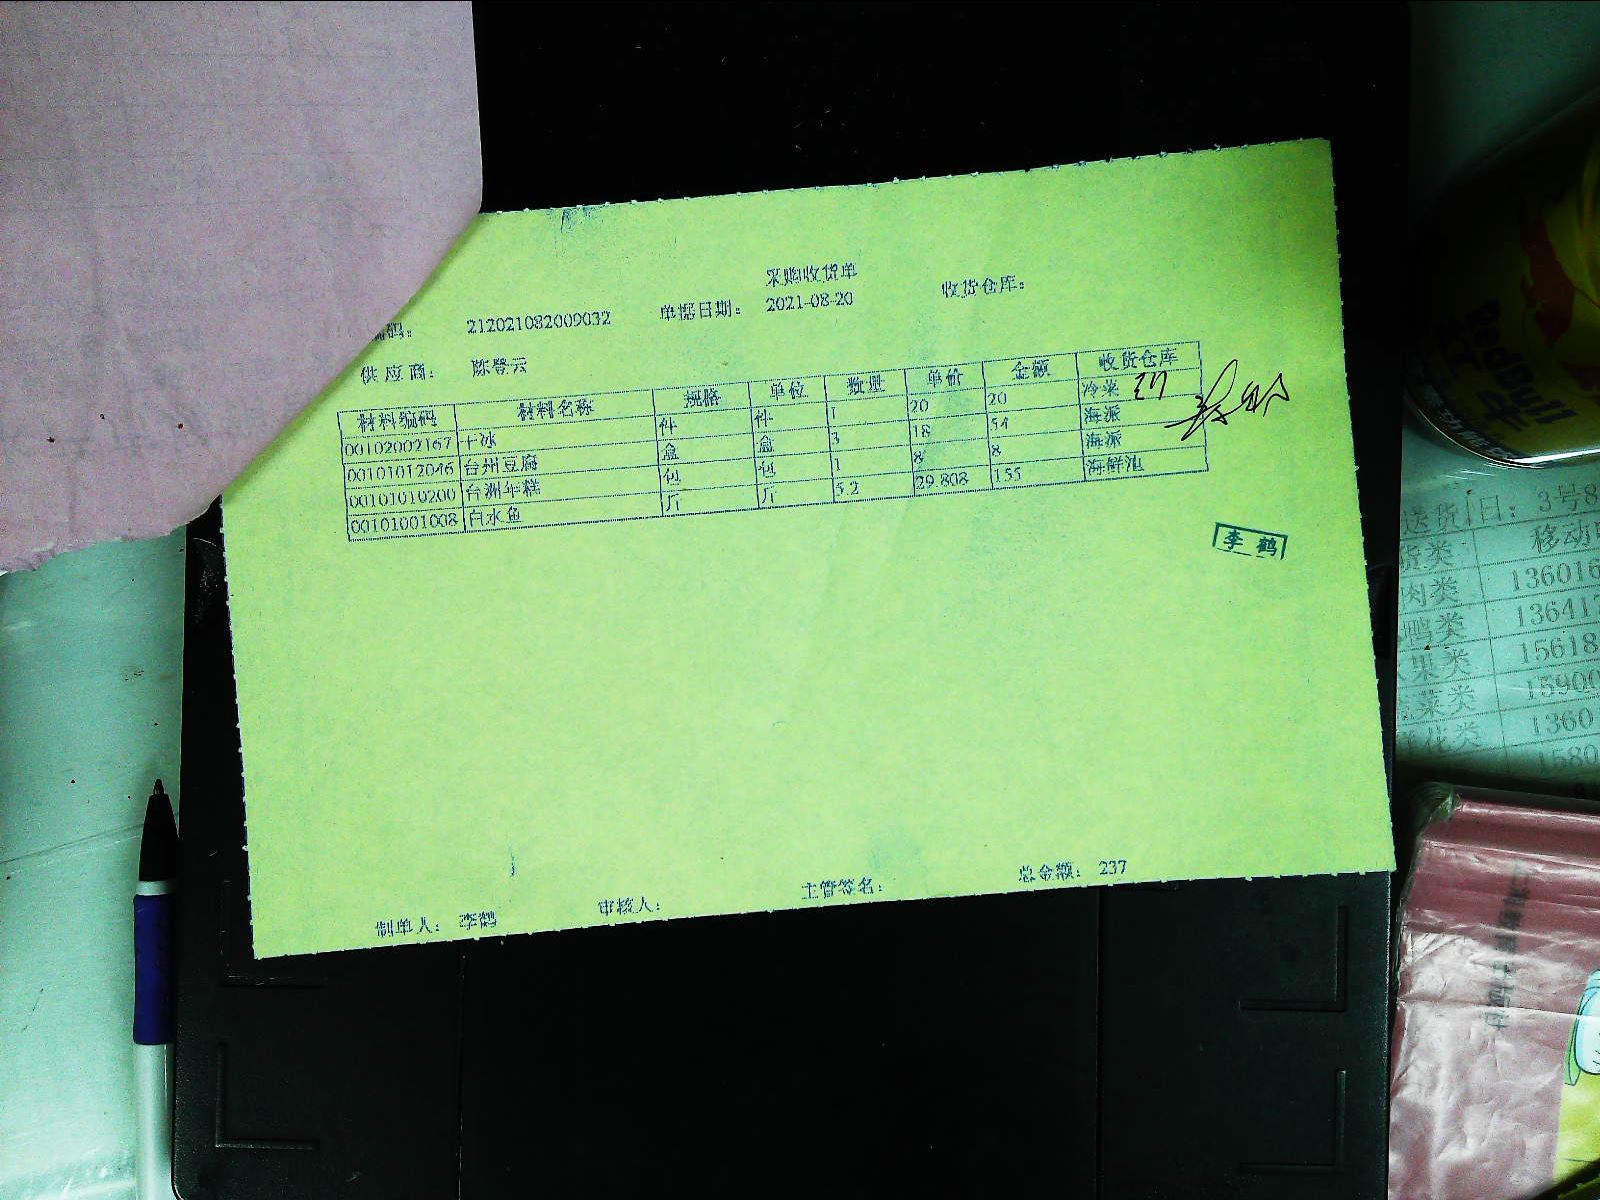 采购收货单
编码： 212021082009032 单据日期： 2021-08-20 收货仓库：
供应商： 陈登云
材料编码 材料名称 规格 单位 数量 单价 金额 收货仓库
00102002167 干冰 件 件 1 20 20 冷菜
00101012046 台州豆腐 盒 盒 3 18 54 海派
00101010200 台洲年糕 包 包 1 8 8 海派
00101001008 白水鱼 斤 斤 5.2 29.808 155 海鲜池
李鹤
制单人： 李鹤 审核人： 主管签名： 总金额： 237
RedBull
红牛
送货 日：3号8
货类 移动
肉类 136016
鸭类 13641
果类 15618
菜类 15900
花类 1360
1580